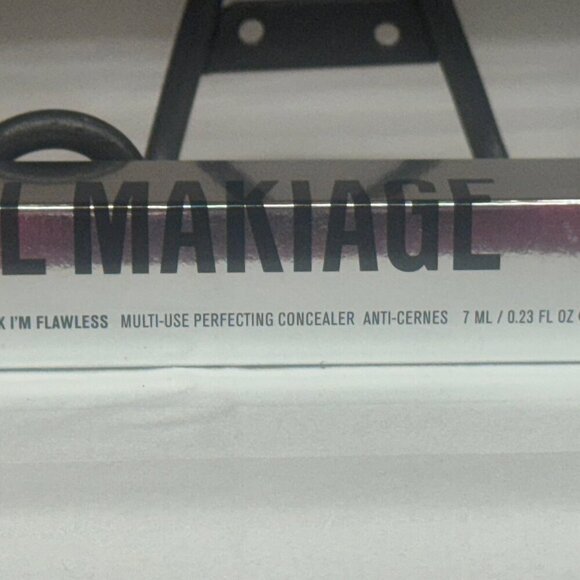 L MAKIAGE
K I'M FLAWLESS MULTI-USE PERFECTING CONCEALER ANTI-CERNES 7 ML / 0.23 FL OZ